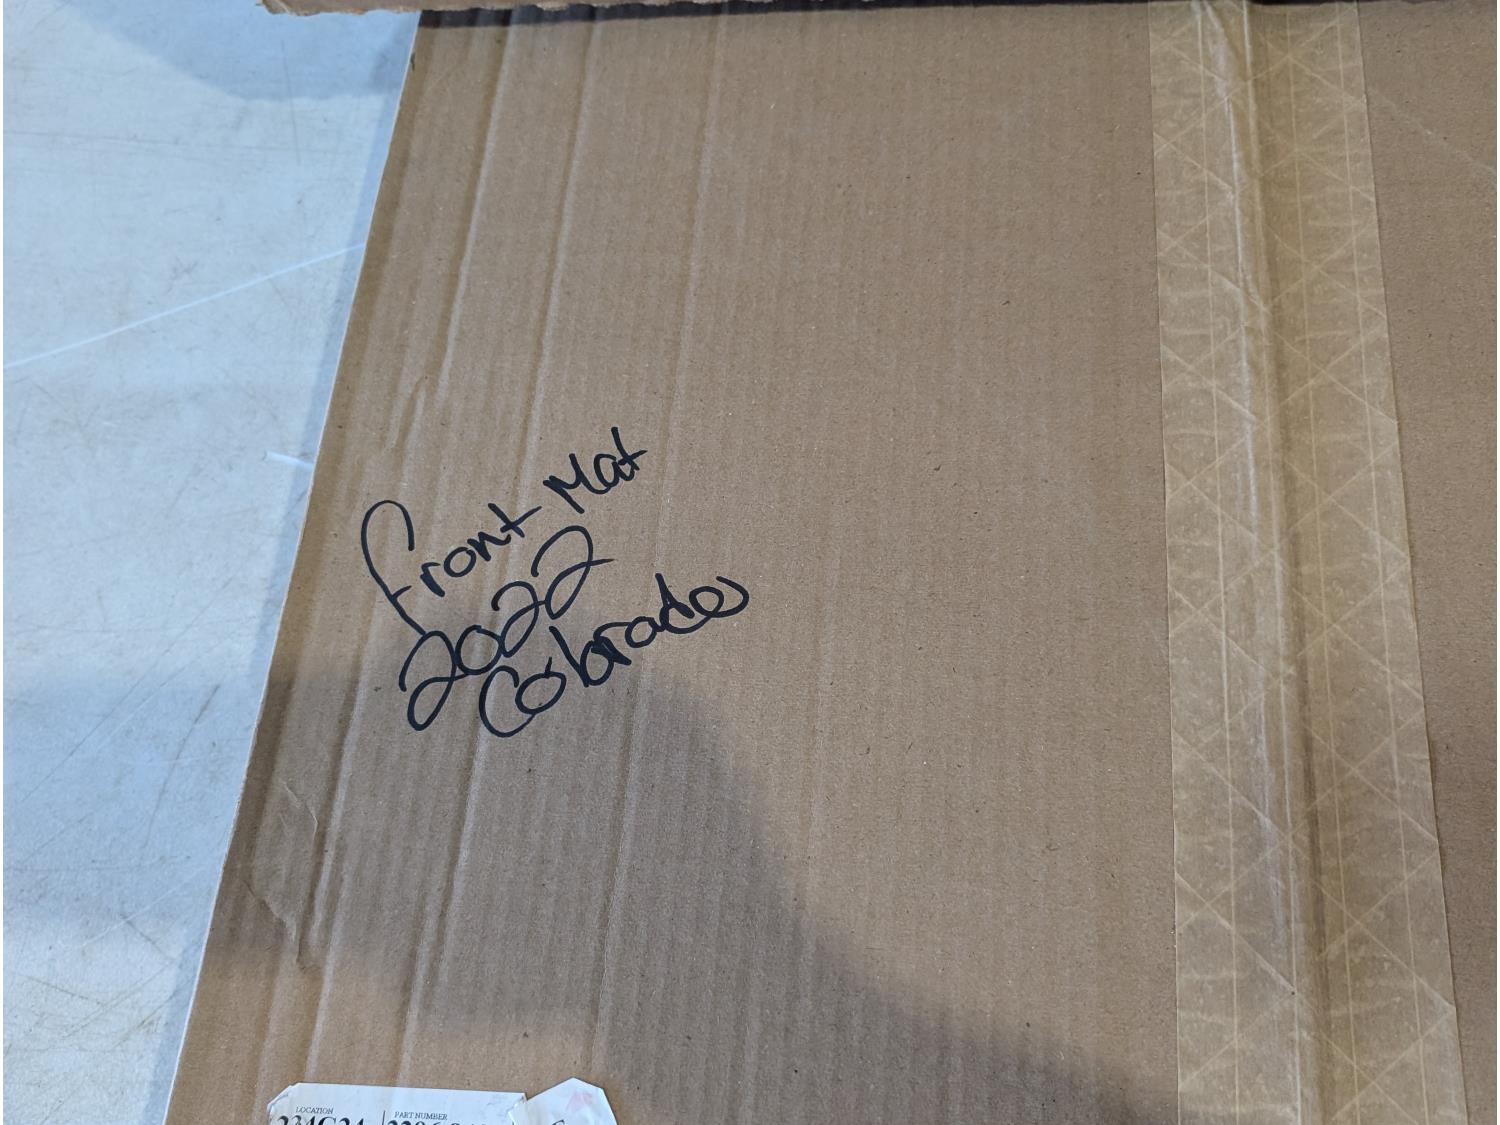 front Mat
2022
Colorado
LOCATION
PART NUMBER